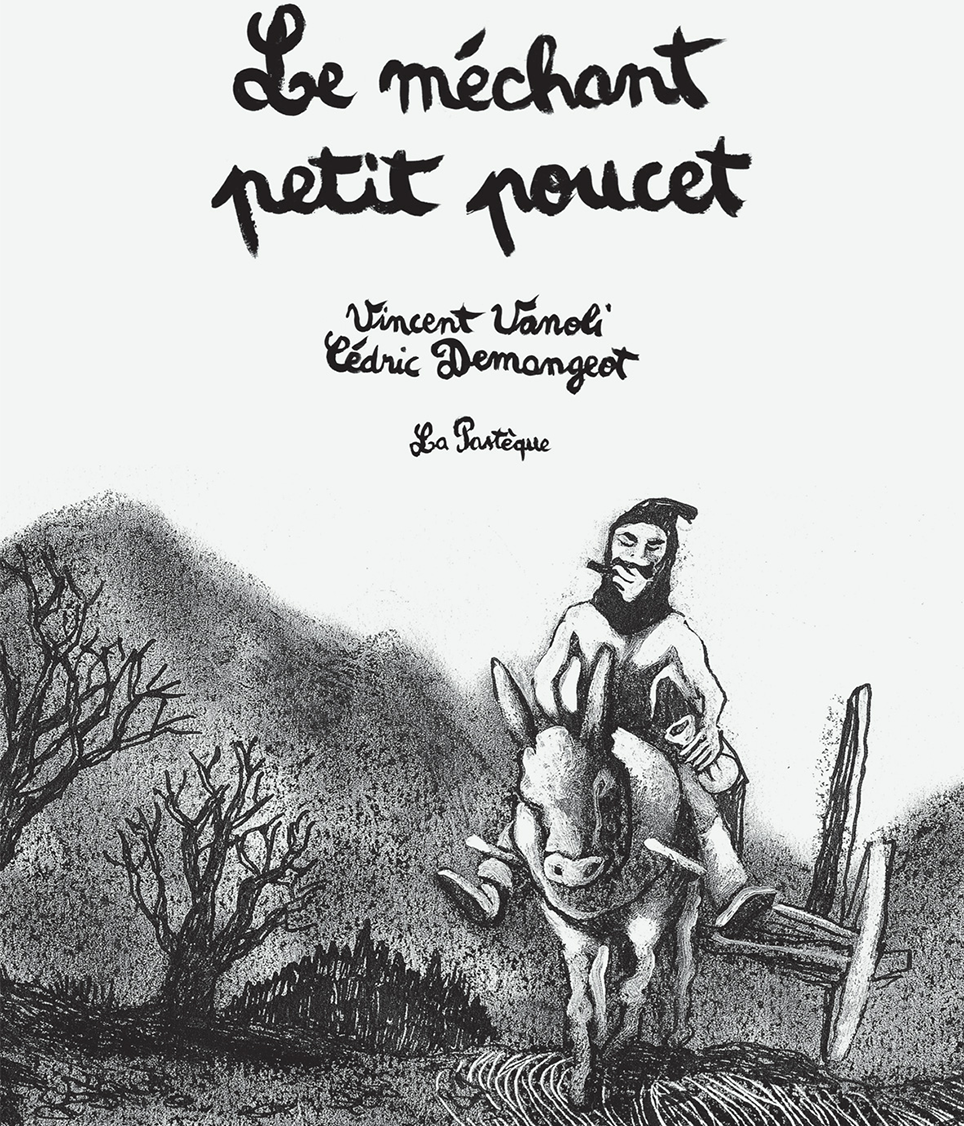 Le méchant
petit poucet
Vincent Vanoli
Cédric Demangeot
La Pastèque